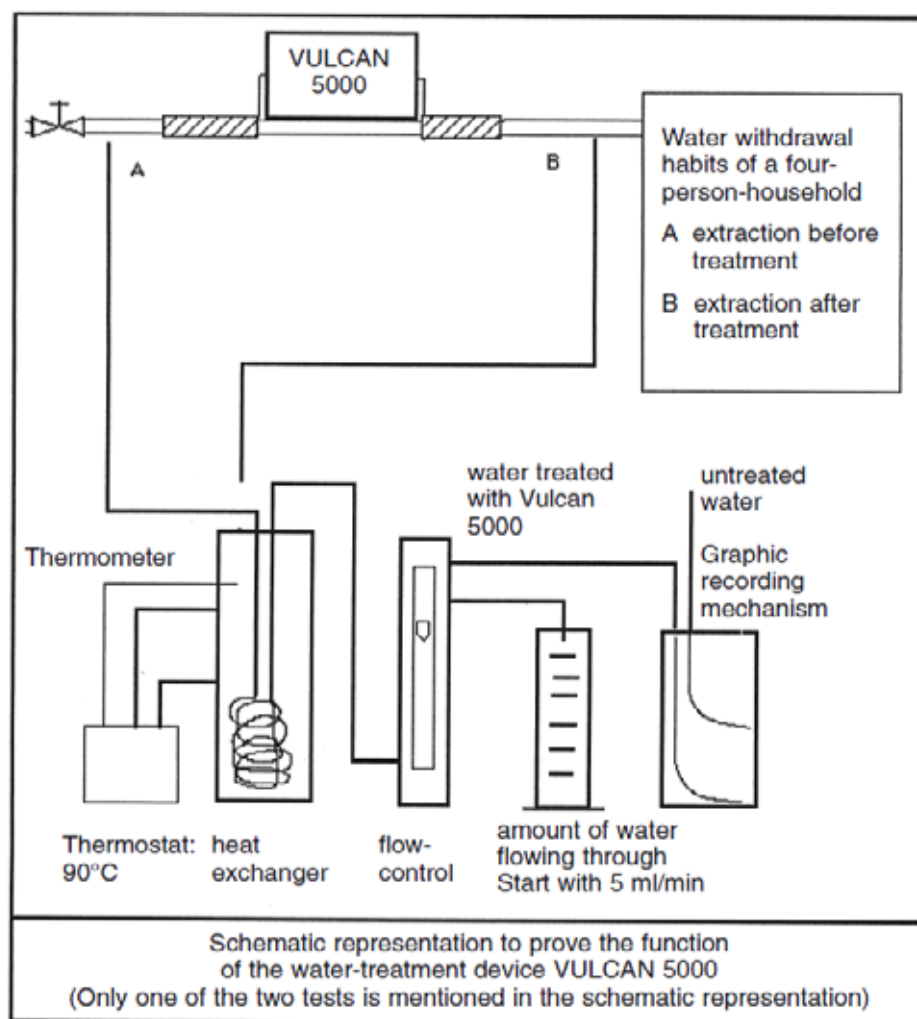 VULCAN
5000
A
B
Water withdrawal
habits of a four-
person-household
A extraction before
treatment
B extraction after
treatment
water treated
with Vulcan
5000
untreated
water
Graphic
recording
mechanism
Thermometer
Thermostat:
90°C
heat
exchanger
flow-
control
amount of water
flowing through
Start with 5 ml/min
Schematic representation to prove the function
of the water-treatment device VULCAN 5000
(Only one of the two tests is mentioned in the schematic representation)